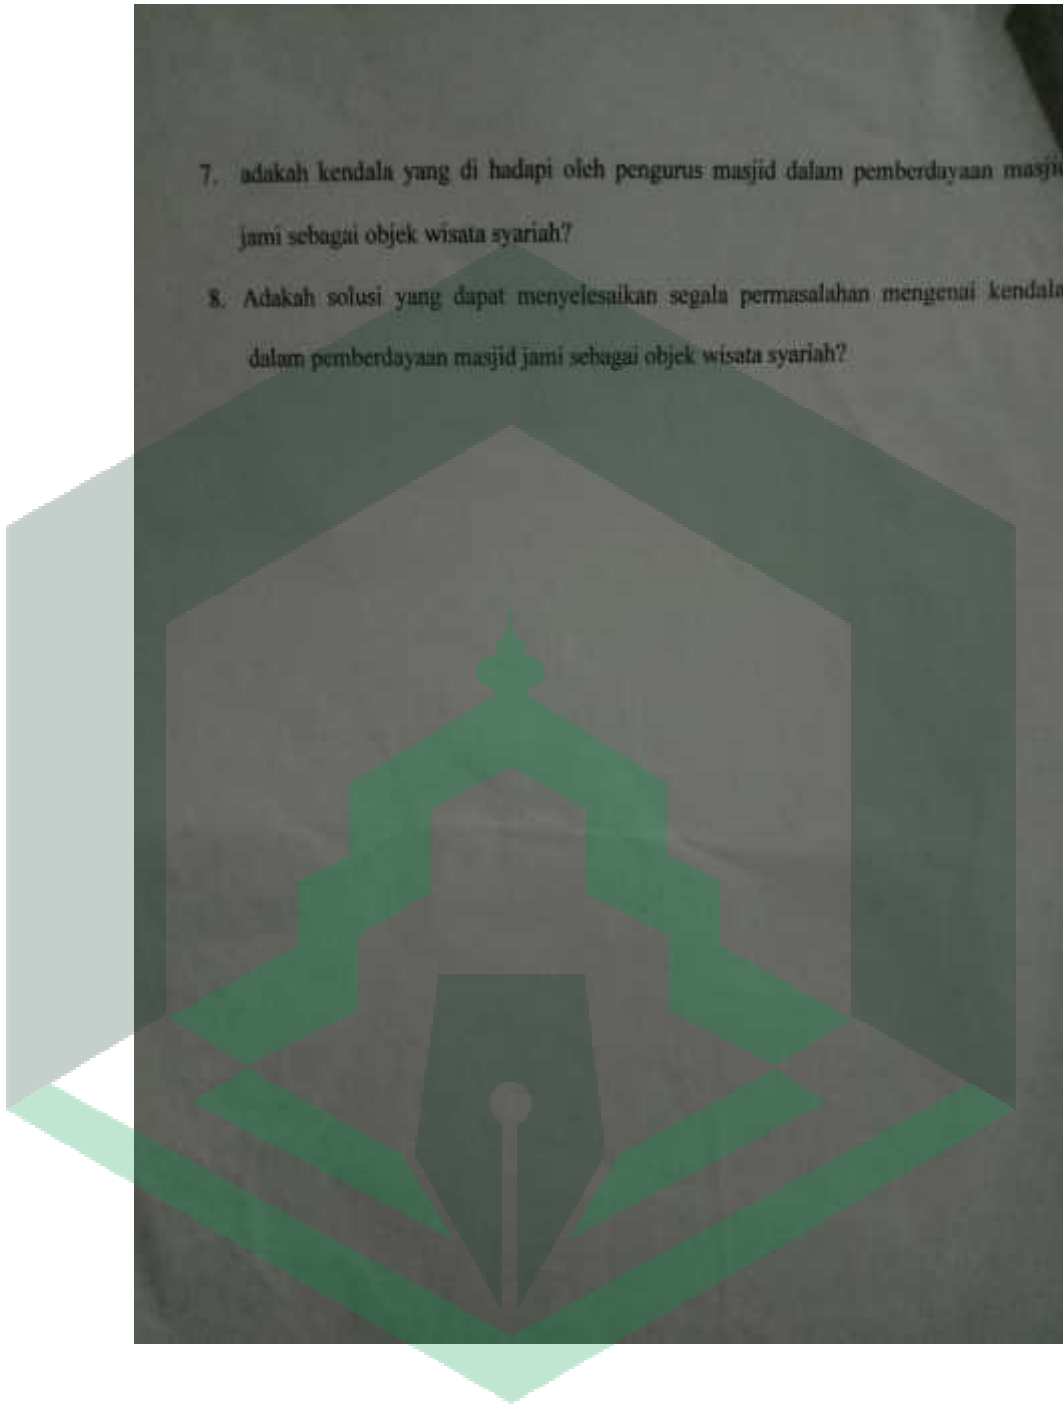 7. adakah kendala yang di hadapi oleh pengurus masjid dalam pemberdayaan masjid
jami sebagai objek wisata syariah?
8. Adakah solusi yang dapat menyelesaikan segala permasalahan mengenai kendala
dalam pemberdayaan masjid jami sebagai objek wisata syariah?